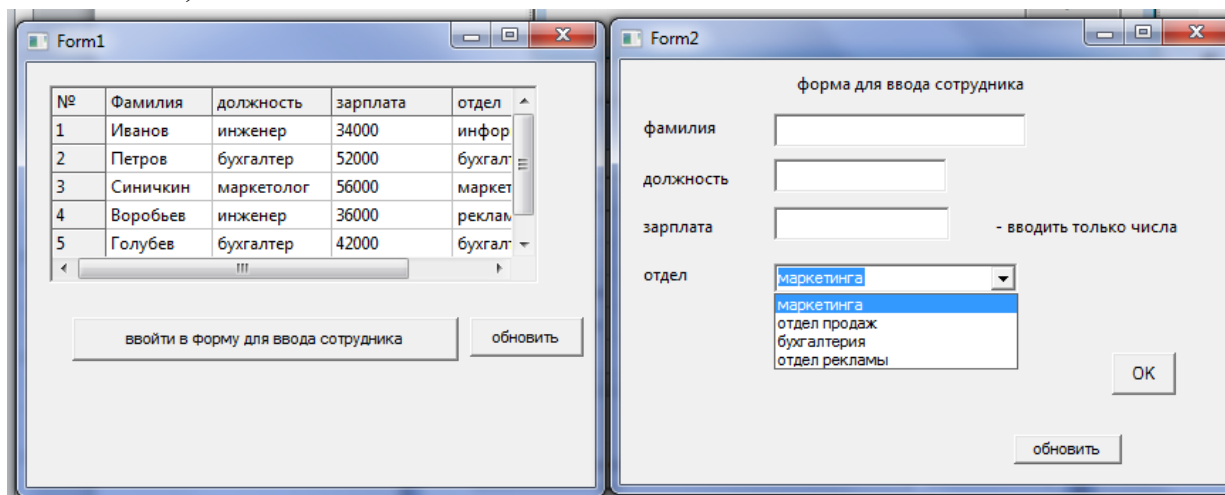 Form1
№ Фамилия должность зарплата отдел
1 Иванов инженер 34000 инфор
2 Петров бухгалтер 52000 бухгал
3 Синичкин маркетолог 56000 маркет
4 Воробьев инженер 36000 реклам
5 Голубев бухгалтер 42000 бухгал
ввойти в форму для ввода сотрудника
обновить
Form2
форма для ввода сотрудника
фамилия
должность
зарплата - вводить только числа
отдел маркетинга
маркетинга
отдел продаж
бухгалтерия
отдел рекламы
OK
обновить